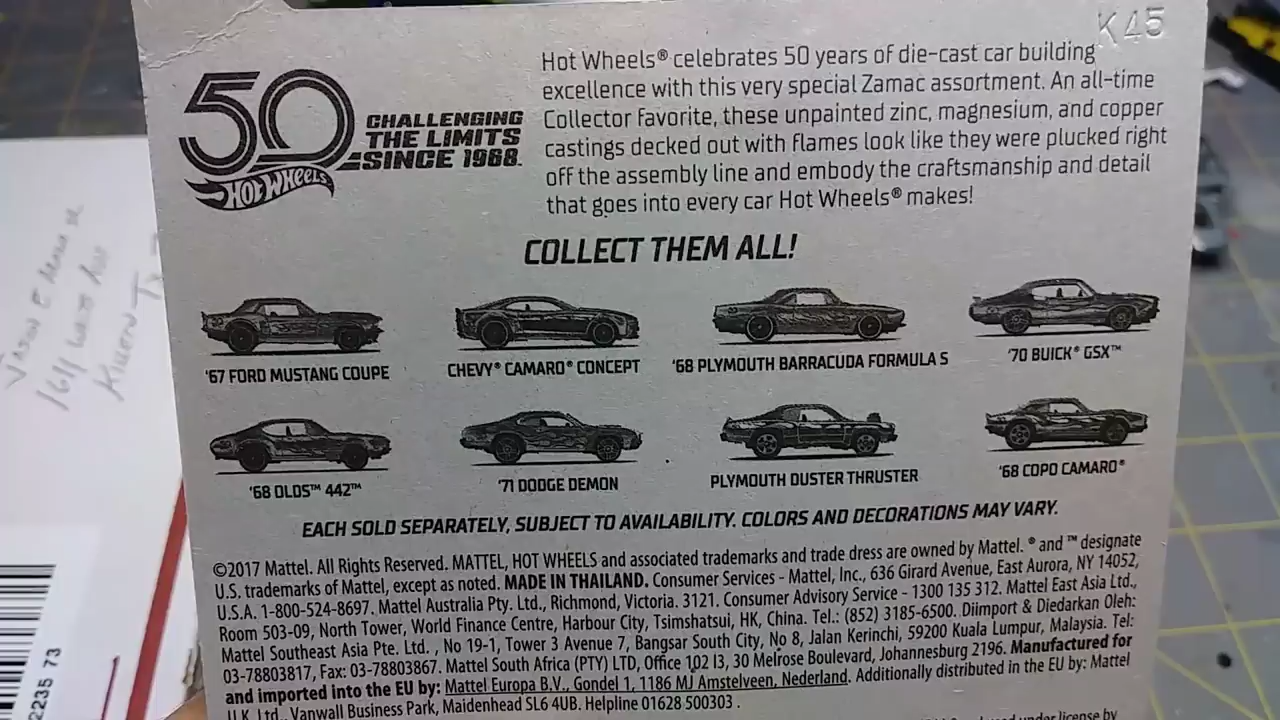 K45
50
HOT WHEELS
CHALLENGING
THE LIMITS
SINCE 1968.
Hot Wheels® celebrates 50 years of die-cast car building
excellence with this very special Zamac assortment. An all-time
Collector favorite, these unpainted zinc, magnesium, and copper
castings decked out with flames look like they were plucked right
off the assembly line and embody the craftsmanship and detail
that goes into every car Hot Wheels® makes!
COLLECT THEM ALL!
'67 FORD MUSTANG COUPE
CHEVY® CAMARO® CONCEPT
'68 PLYMOUTH BARRACUDA FORMULA S
'70 BUICK® GSX™
'68 OLDS™ 442™
'71 DODGE DEMON
PLYMOUTH DUSTER THRUSTER
'68 COPO CAMARO®
EACH SOLD SEPARATELY, SUBJECT TO AVAILABILITY. COLORS AND DECORATIONS MAY VARY.
©2017 Mattel. All Rights Reserved. MATTEL, HOT WHEELS and associated trademarks and trade dress are owned by Mattel. ® and ™ designate
U.S. trademarks of Mattel, except as noted. MADE IN THAILAND. Consumer Services - Mattel, Inc., 636 Girard Avenue, East Aurora, NY 14052,
U.S.A. 1-800-524-8697. Mattel Australia Pty. Ltd., Richmond, Victoria. 3121. Consumer Advisory Service - 1300 135 312. Mattel East Asia Ltd.,
Room 503-09, North Tower, World Finance Centre, Harbour City, Tsimshatsui, HK, China. Tel.: (852) 3185-6500. Diimport & Diedarkan Oleh:
Mattel Southeast Asia Pte. Ltd. , No 19-1, Tower 3 Avenue 7, Bangsar South City, No 8, Jalan Kerinchi, 59200 Kuala Lumpur, Malaysia. Tel:
03-78803817, Fax: 03-78803867. Mattel South Africa (PTY) LTD, Office 102 I3, 30 Melrose Boulevard, Johannesburg 2196. Manufactured for
and imported into the EU by: Mattel Europa B.V., Gondel 1, 1186 MJ Amstelveen, Nederland. Additionally distributed in the EU by: Mattel
U.K. Ltd., Vanwall Business Park, Maidenhead SL6 4UB. Helpline 01628 500303 .
under license by
1611
2235 73